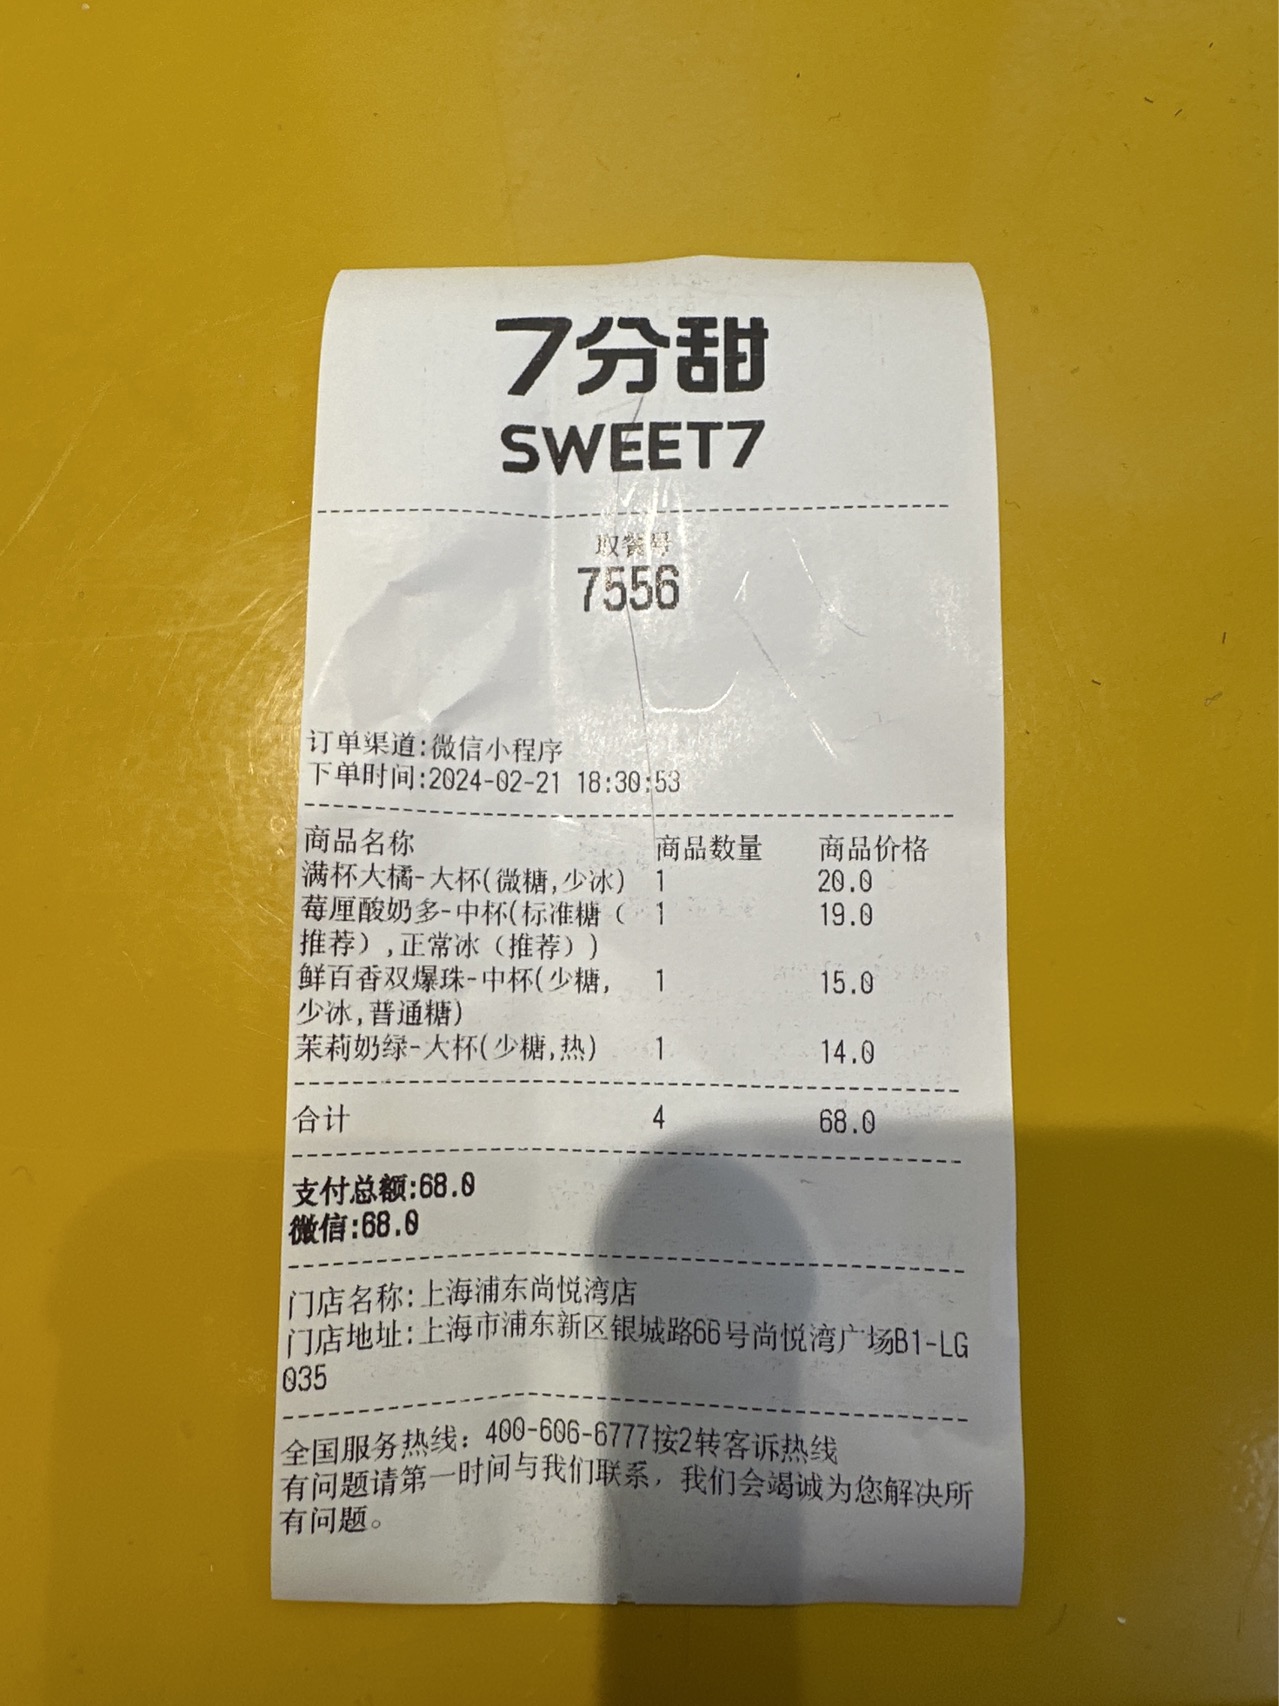 7分甜
SWEET7
取餐号
7556
订单渠道:微信小程序
下单时间:2024-02-21 18:30:53
商品名称 商品数量 商品价格
满杯大橘-大杯(微糖,少冰) 1 20.0
莓厘酸奶多-中杯(标准糖( 1 19.0
推荐),正常冰(推荐))
鲜百香双爆珠-中杯(少糖, 1 15.0
少冰,普通糖)
茉莉奶绿-大杯(少糖,热) 1 14.0
合计 4 68.0
支付总额:68.0
微信:68.0
门店名称:上海浦东尚悦湾店
门店地址:上海市浦东新区银城路66号尚悦湾广场B1-LG
035
全国服务热线：400-606-6777按2转客诉热线
有问题请第一时间与我们联系，我们会竭诚为您解决所
有问题。